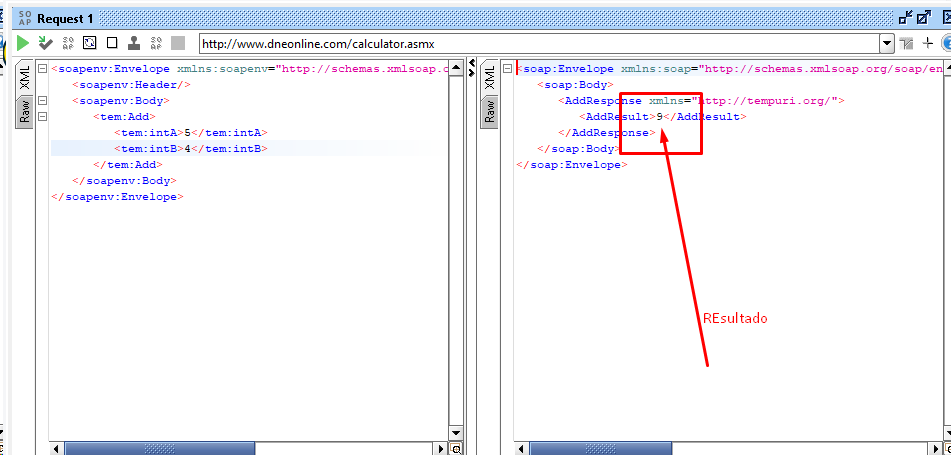 SO
AP
Request 1
http://www.dneonline.com/calculator.asmx
XML
Raw
<soapenv:Envelope xmlns:soapenv="http://schemas.xmlsoap.o
<soapenv:Header/>
<soapenv:Body>
<tem:Add>
<tem:intA>5</tem:intA>
<tem:intB>4</tem:intB>
</tem:Add>
</soapenv:Body>
</soapenv:Envelope>
XML
Raw
<soap:Envelope xmlns:soap="http://schemas.xmlsoap.org/soap/en
<soap:Body>
<AddResponse xmlns="http://tempuri.org/">
<AddResult>9</AddResult>
</AddResponse>
</soap:Body>
</soap:Envelope>
REsultado